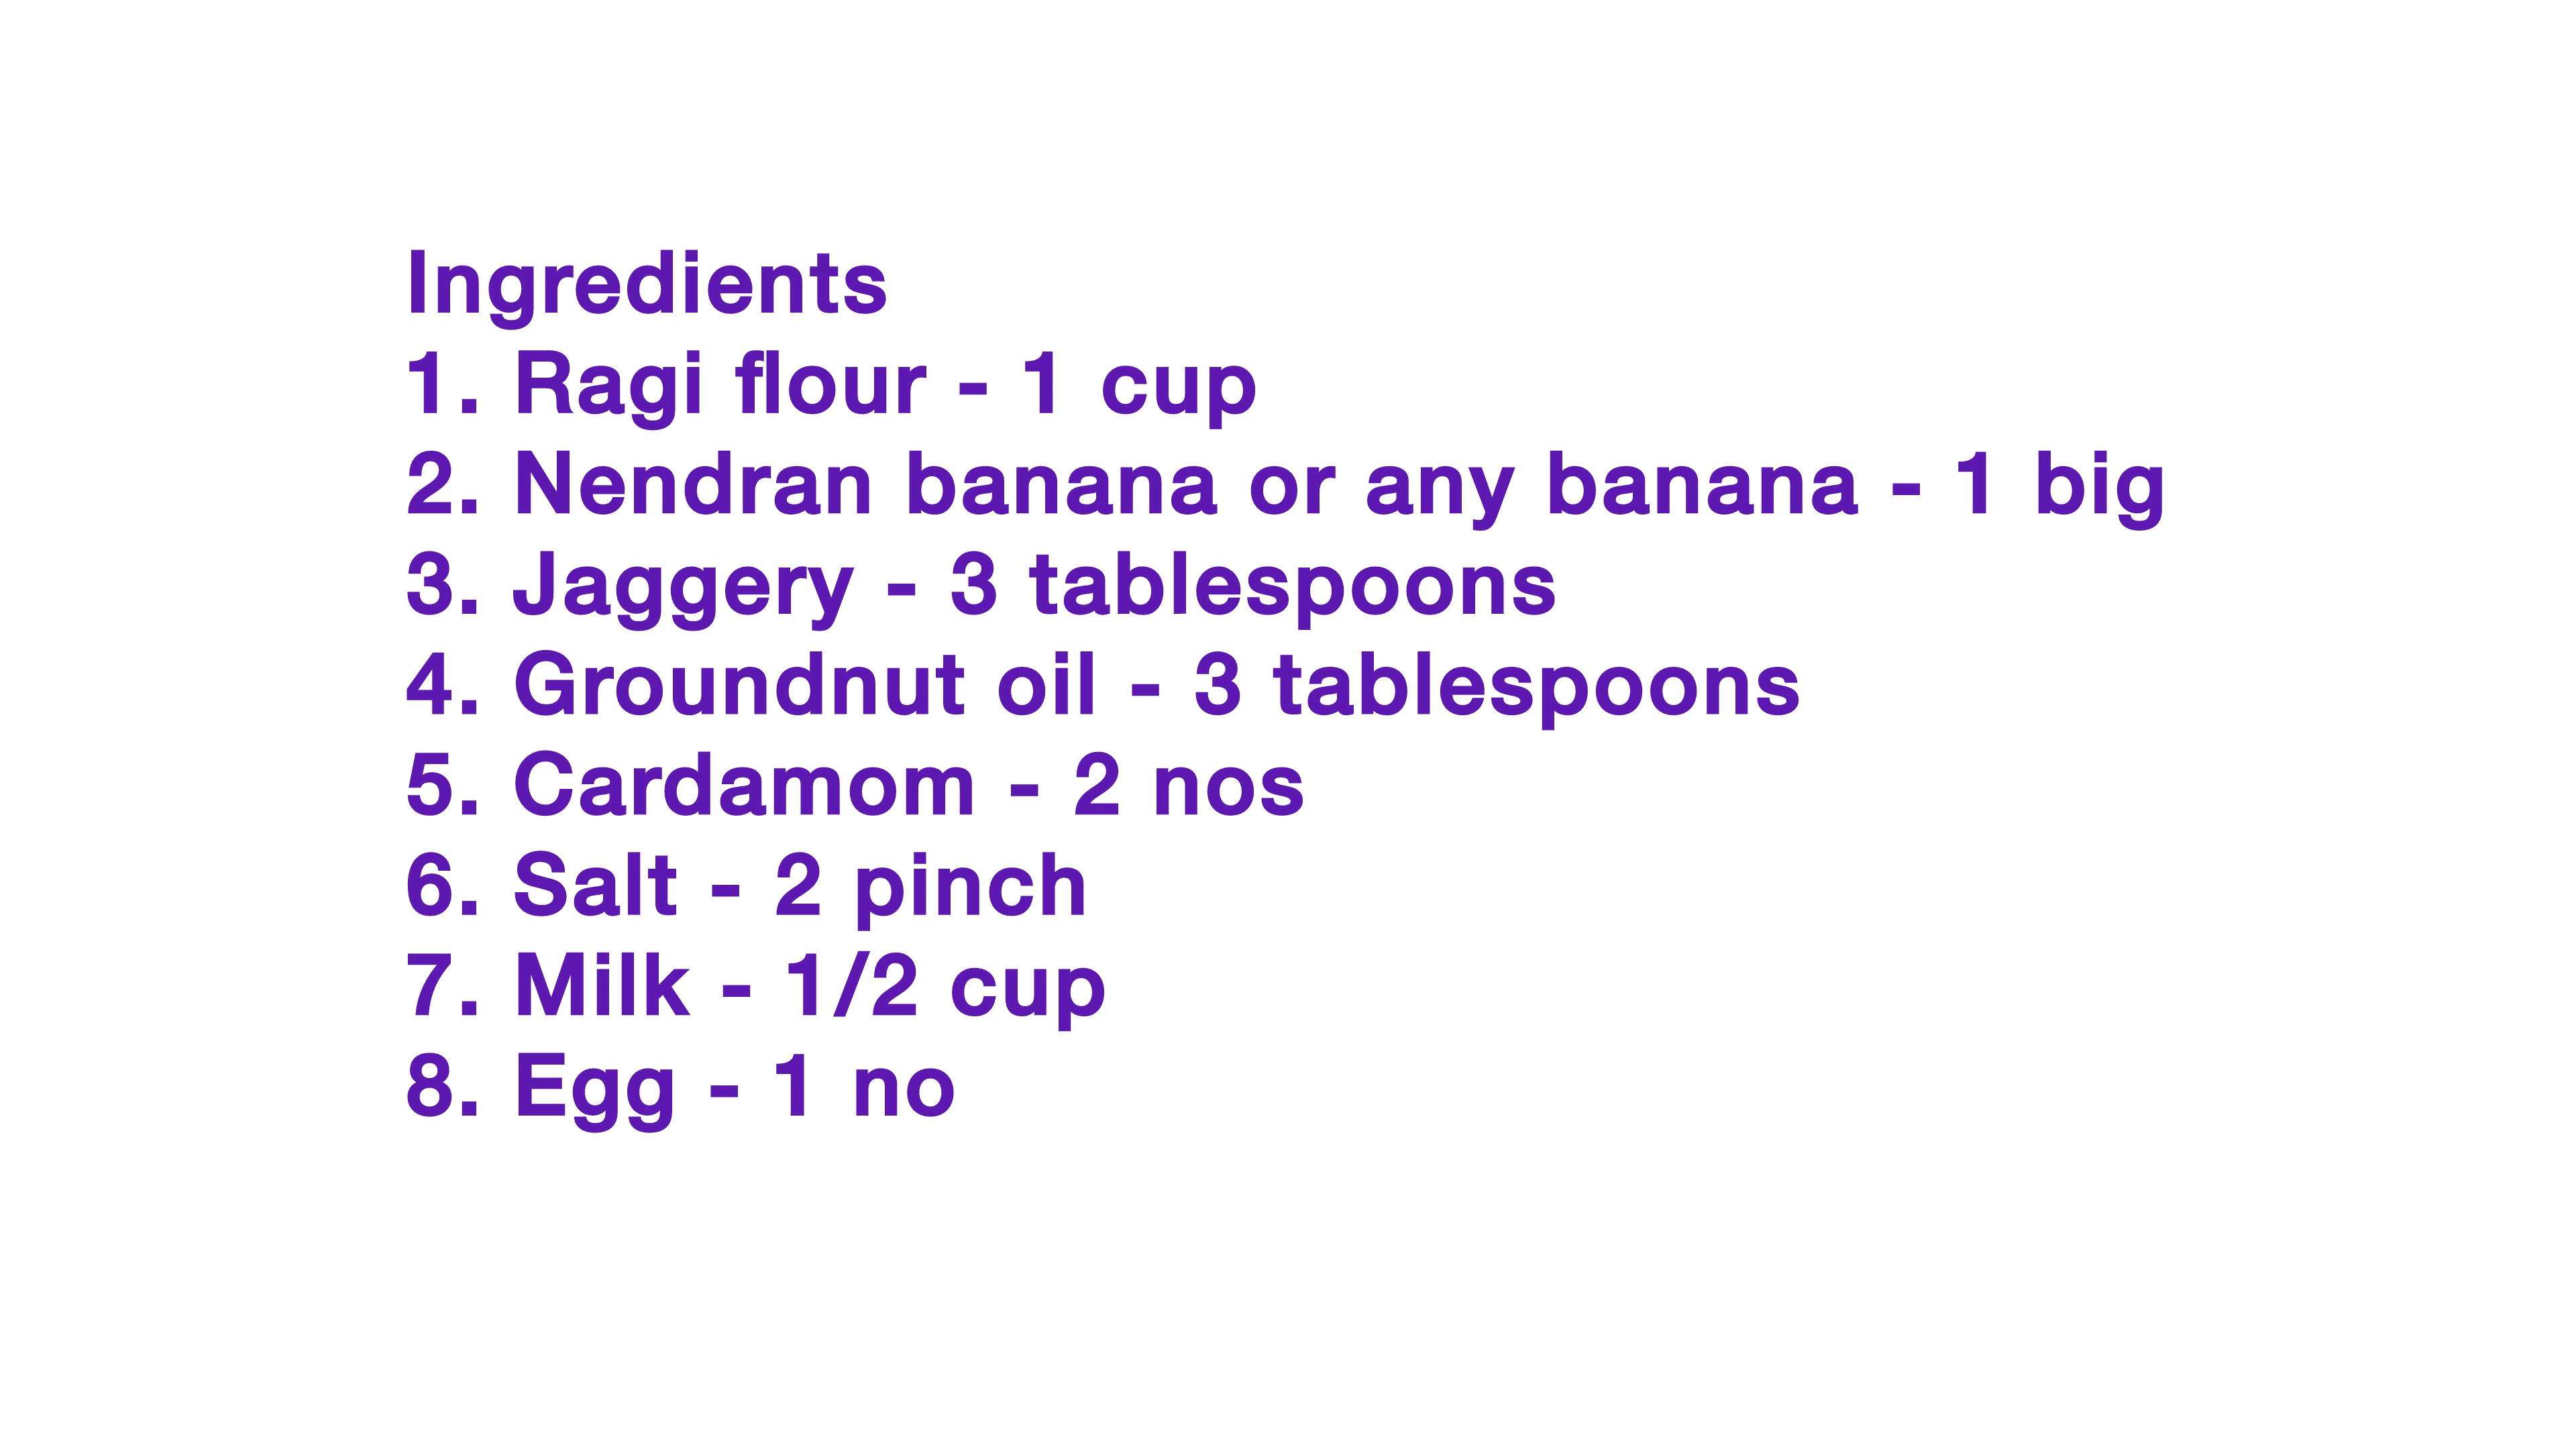 Ingredients
1. Ragi flour - 1 cup
2. Nendran banana or any banana - 1 big
3. Jaggery - 3 tablespoons
4. Groundnut oil - 3 tablespoons
5. Cardamom - 2 nos
6. Salt - 2 pinch
7. Milk - 1/2 cup
8. Egg - 1 no